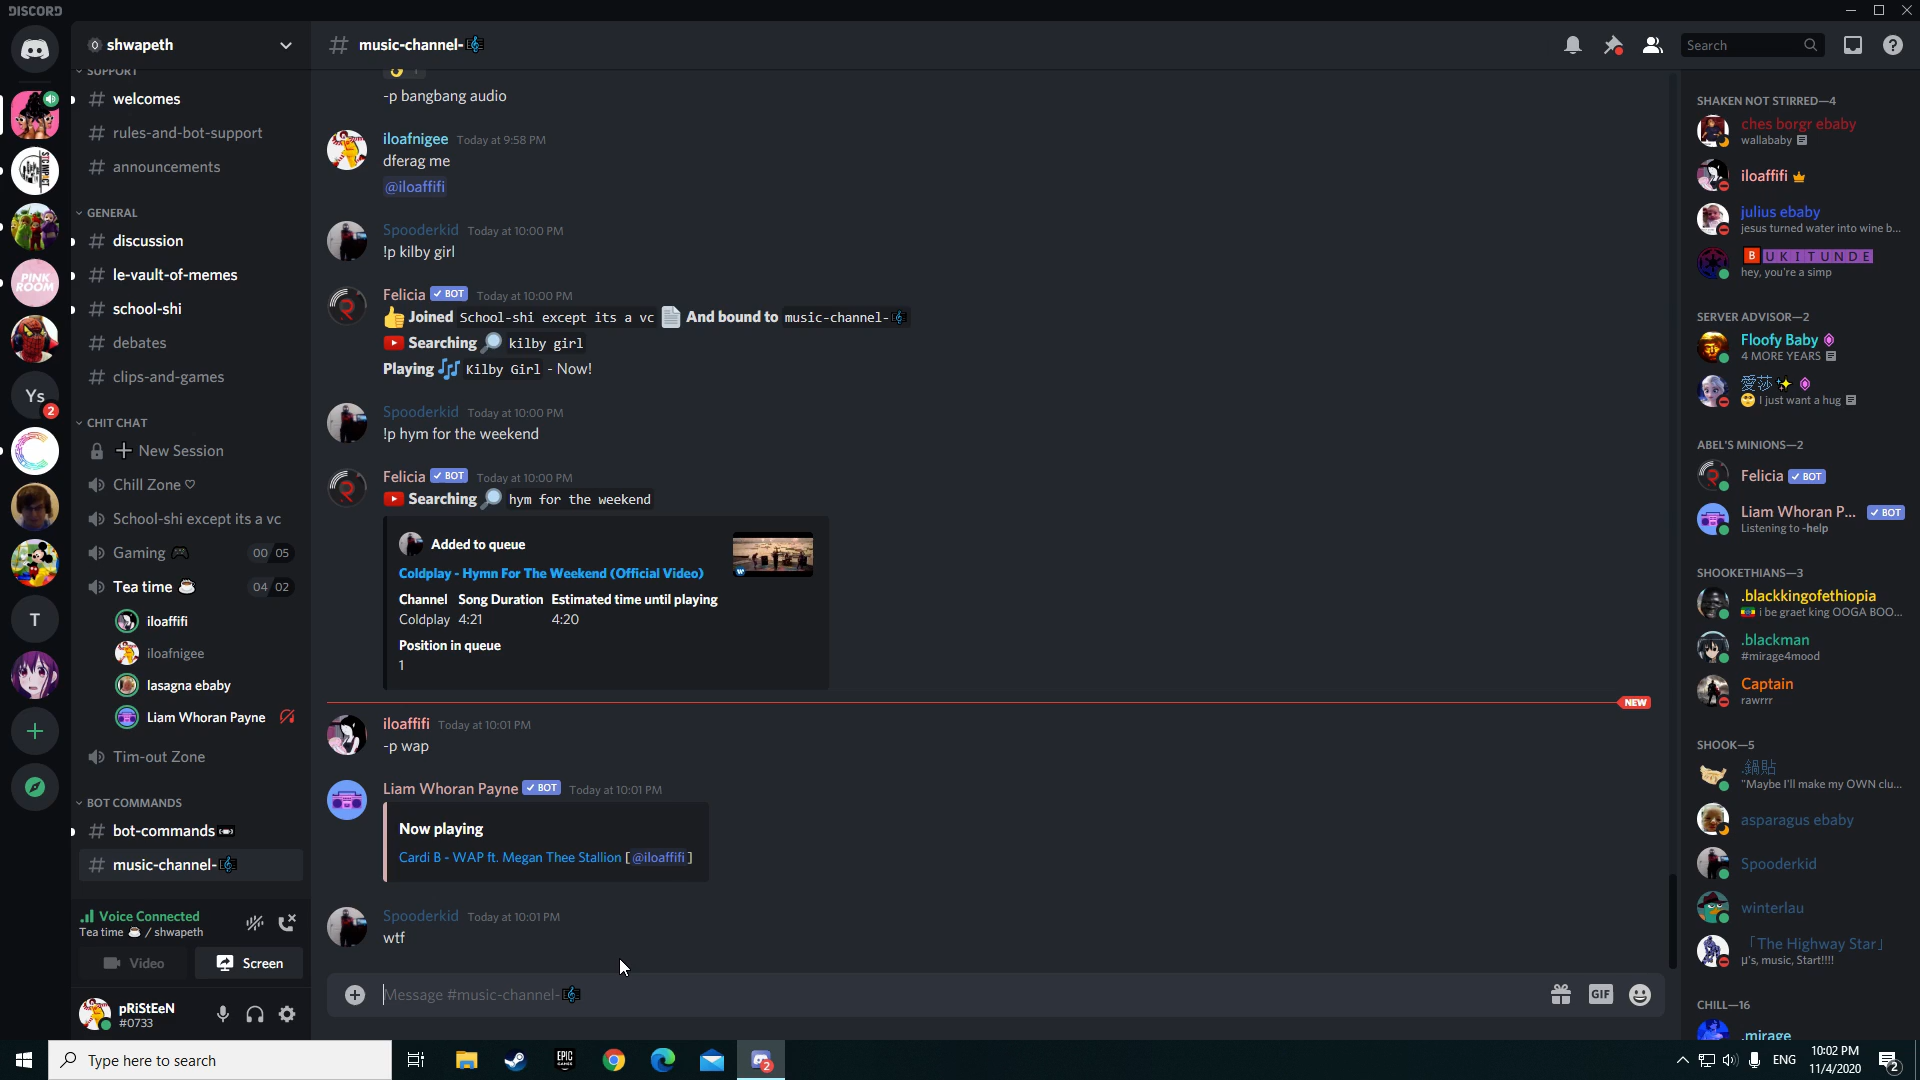 DISCORD
shwapeth
SUPPORT
welcomes
rules-and-bot-support
announcements
GENERAL
discussion
le-vault-of-memes
school-shi
debates
clips-and-games
CHIT CHAT
New Session
Chill Zone ♡
School-shi except its a vc
Gaming 🎮 00 05
Tea time ☕ 04 02
iloaffifi
iloafnigee
lasagna ebaby
Liam Whoran Payne
Tim-out Zone
BOT COMMANDS
bot-commands
music-channel-🎼
Voice Connected
Tea time ☕ / shwapeth
Video Screen
pRiStEeN
#0733
PINK
ROOM
Ys
2
T
# music-channel-🎼
Search
-p bangbang audio
iloafnigee Today at 9:58 PM
dferag me
@iloaffifi
Spooderkid Today at 10:00 PM
!p kilby girl
Felicia ✓ BOT Today at 10:00 PM
👍 Joined School-shi except its a vc 📄 And bound to music-channel-🎼
Searching 🔎 kilby girl
Playing 🎶 Kilby Girl - Now!
Spooderkid Today at 10:00 PM
!p hym for the weekend
Felicia ✓ BOT Today at 10:00 PM
Searching 🔎 hym for the weekend
Added to queue
Coldplay - Hymn For The Weekend (Official Video)
Channel Song Duration Estimated time until playing
Coldplay 4:21 4:20
Position in queue
1
NEW
iloaffifi Today at 10:01 PM
-p wap
Liam Whoran Payne ✓ BOT Today at 10:01 PM
Now playing
Cardi B - WAP ft. Megan Thee Stallion [@iloaffifi]
Spooderkid Today at 10:01 PM
wtf
Message #music-channel-🎼
GIF
SHAKEN NOT STIRRED—4
ches borgr ebaby
wallababy
iloaffifi
julius ebaby
jesus turned water into wine b...
B U K I T U N D E
hey, you're a simp
SERVER ADVISOR—2
Floofy Baby
4 MORE YEARS
愛莎✨
I just want a hug
ABEL'S MINIONS—2
Felicia ✓ BOT
Liam Whoran P... ✓ BOT
Listening to -help
SHOOKETHIANS—3
.blackkingofethiopia
i be graet king OOGA BOO...
.blackman
#mirage4mood
Captain
rawrrr
SHOOK—5
.鍋貼
"Maybe I'll make my OWN clu...
asparagus ebaby
Spooderkid
winterlau
「The Highway Star」
μ's, music, Start!!!!
CHILL—16
.mirage
Type here to search
EPIC
GAMES
2
ENG
10:02 PM
11/4/2020
2